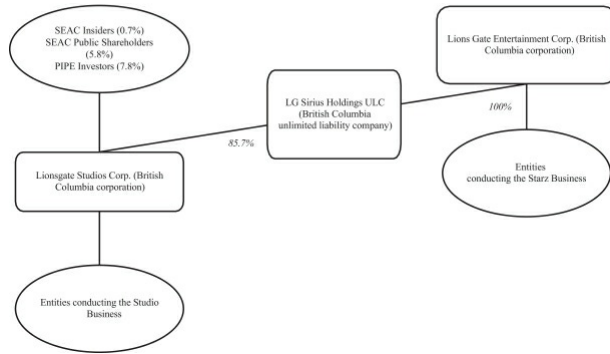 SEAC Insiders (0.7%)
SEAC Public Shareholders
(5.8%)
PIPE Investors (7.8%)
Lions Gate Entertainment Corp. (British
Columbia corporation)
LG Sirius Holdings ULC
(British Columbia
unlimited liability company)
100%
85.7%
Lionsgate Studios Corp. (British
Columbia corporation)
Entities
conducting the Starz Business
Entities conducting the Studio
Business